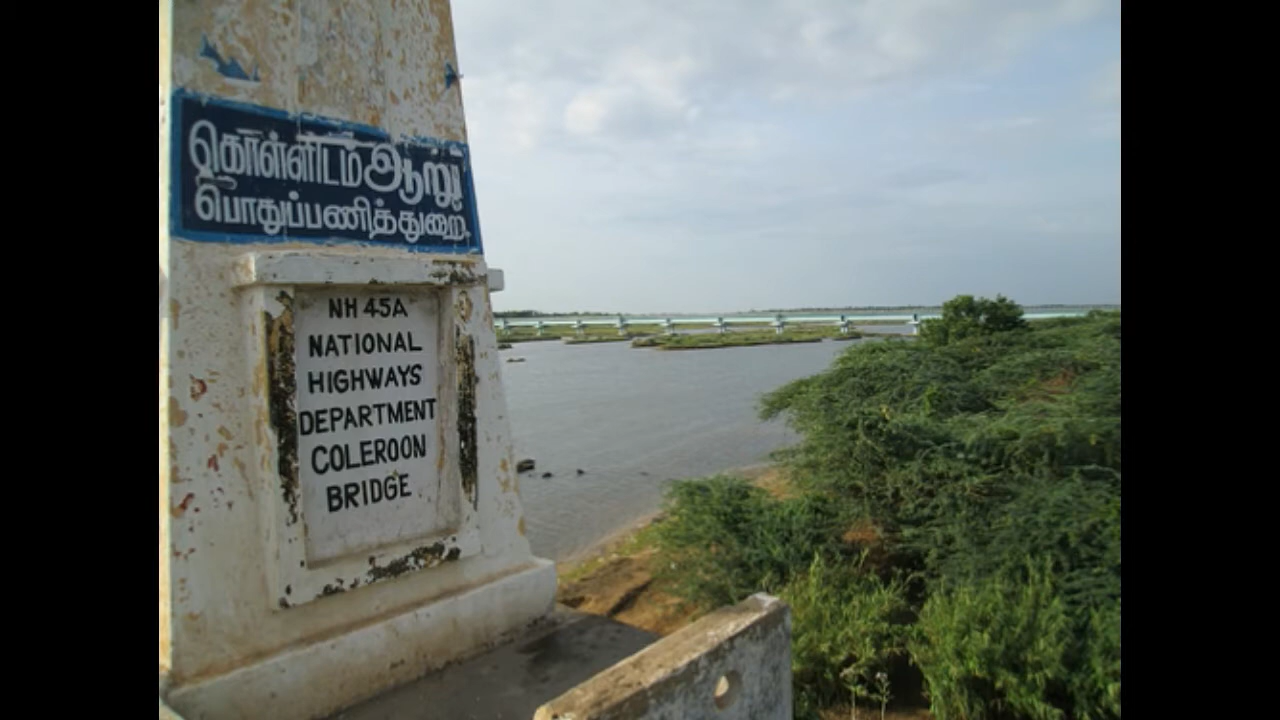 கொள்ளிடம் ஆறு
பொதுப்பணித்துறை
NH 45A
NATIONAL
HIGHWAYS
DEPARTMENT
COLEROON
BRIDGE